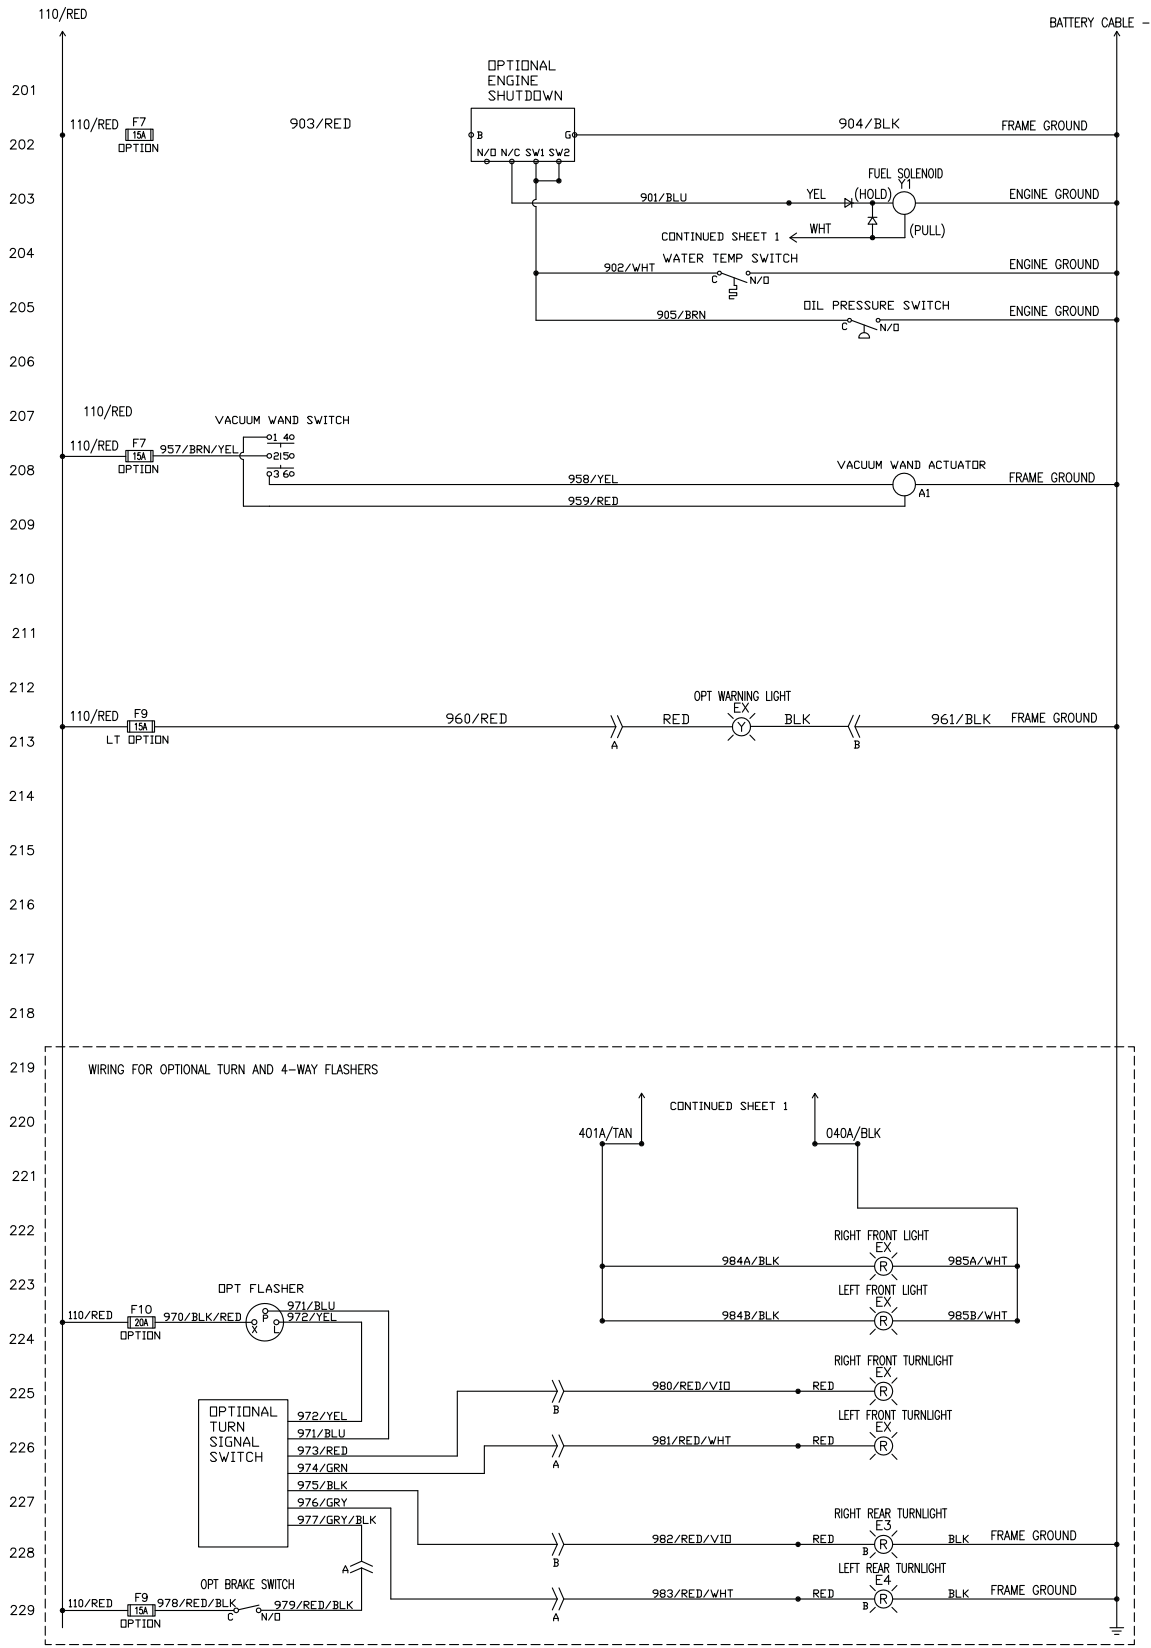 110/RED
BATTERY CABLE -
201
OPTIONAL
ENGINE
SHUTDOWN
110/RED
F7
15A
OPTION
903/RED
B
G
N/O N/C SW1 SW2
904/BLK
FRAME GROUND
202
203
901/BLU
YEL
(HOLD)
FUEL SOLENOID
Y1
ENGINE GROUND
CONTINUED SHEET 1
WHT
(PULL)
204
902/WHT
WATER TEMP SWITCH
C
N/O
ENGINE GROUND
205
905/BRN
OIL PRESSURE SWITCH
C
N/O
ENGINE GROUND
206
207
110/RED
VACUUM WAND SWITCH
110/RED
F7
15A
OPTION
957/BRN/YEL
1 4
2 5
3 6
208
958/YEL
VACUUM WAND ACTUATOR
A1
FRAME GROUND
959/RED
209
210
211
212
110/RED
F9
15A
LT OPTION
960/RED
A
RED
OPT WARNING LIGHT
EX
Y
BLK
B
961/BLK
FRAME GROUND
213
214
215
216
217
218
219
WIRING FOR OPTIONAL TURN AND 4-WAY FLASHERS
CONTINUED SHEET 1
220
401A/TAN
040A/BLK
221
222
RIGHT FRONT LIGHT
EX
984A/BLK
R
985A/WHT
223
LEFT FRONT LIGHT
EX
984B/BLK
R
985B/WHT
OPT FLASHER
110/RED
F10
20A
OPTION
970/BLK/RED
X
P
L
971/BLU
972/YEL
224
225
RIGHT FRONT TURNLIGHT
EX
980/RED/VIO
B
RED
R
OPTIONAL
TURN
SIGNAL
SWITCH
972/YEL
971/BLU
973/RED
974/GRN
975/BLK
976/GRY
977/GRY/BLK
226
LEFT FRONT TURNLIGHT
EX
981/RED/WHT
A
RED
R
227
228
RIGHT REAR TURNLIGHT
E3
982/RED/VIO
B
RED
B
R
BLK
FRAME GROUND
A
LEFT REAR TURNLIGHT
E4
983/RED/WHT
A
RED
B
R
BLK
FRAME GROUND
229
110/RED
F9
15A
OPTION
978/RED/BLK
OPT BRAKE SWITCH
C
N/O
979/RED/BLK